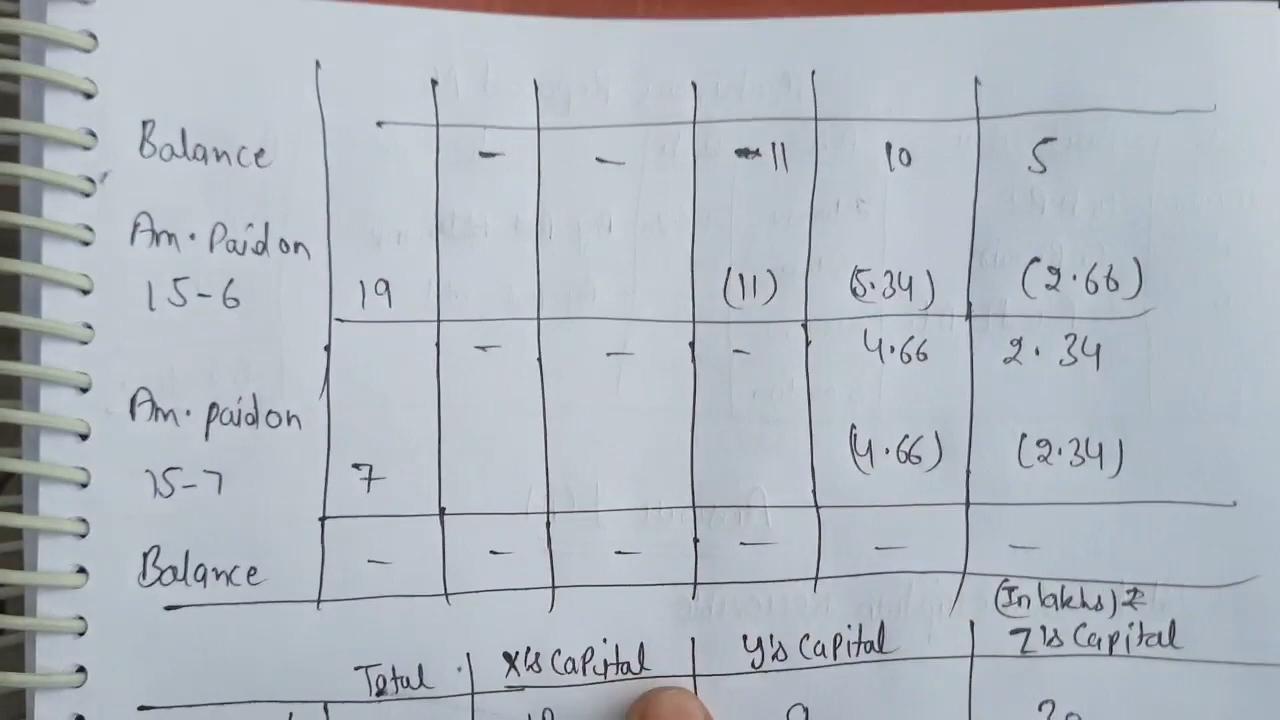 Balance - - -11 10 5
Am. Paid on
15-6 19 (11) (5.34) (2.66)
- - - 4.66 2.34
Am. paid on
15-7 7 (4.66) (2.34)
Balance - - - - - -
(In lakhs) ₹
Total X's Capital Y's Capital Z's Capital